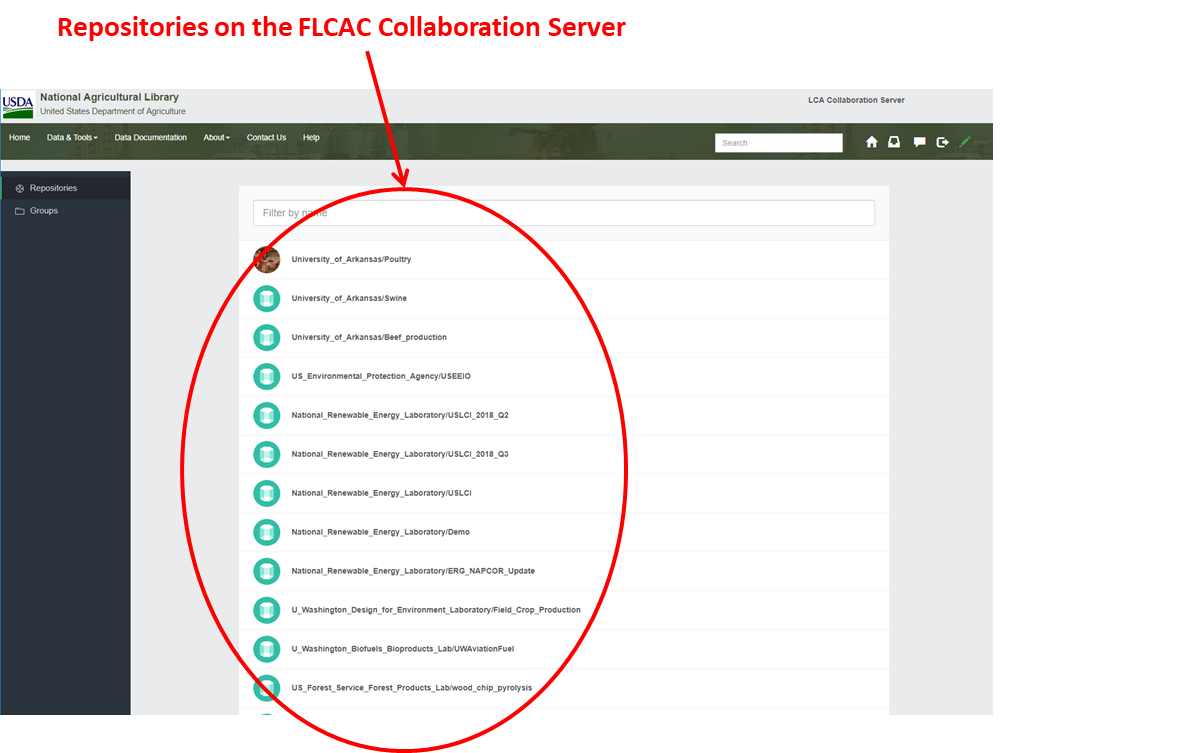 Repositories on the FLCAC Collaboration Server
USDA
National Agricultural Library
United States Department of Agriculture
LCA Collaboration Server
Home Data & Tools Data Documentation About Contact Us Help
Search
Repositories
Groups
Filter by name
University_of_Arkansas/Poultry
University_of_Arkansas/Swine
University_of_Arkansas/Beef_production
US_Environmental_Protection_Agency/USEEIO
National_Renewable_Energy_Laboratory/USLCI_2018_Q2
National_Renewable_Energy_Laboratory/USLCI_2018_Q3
National_Renewable_Energy_Laboratory/USLCI
National_Renewable_Energy_Laboratory/Demo
National_Renewable_Energy_Laboratory/ERG_NAPCOR_Update
U_Washington_Design_for_Environment_Laboratory/Field_Crop_Production
U_Washington_Biofuels_Bioproducts_Lab/UWAviationFuel
US_Forest_Service_Forest_Products_Lab/wood_chip_pyrolysis